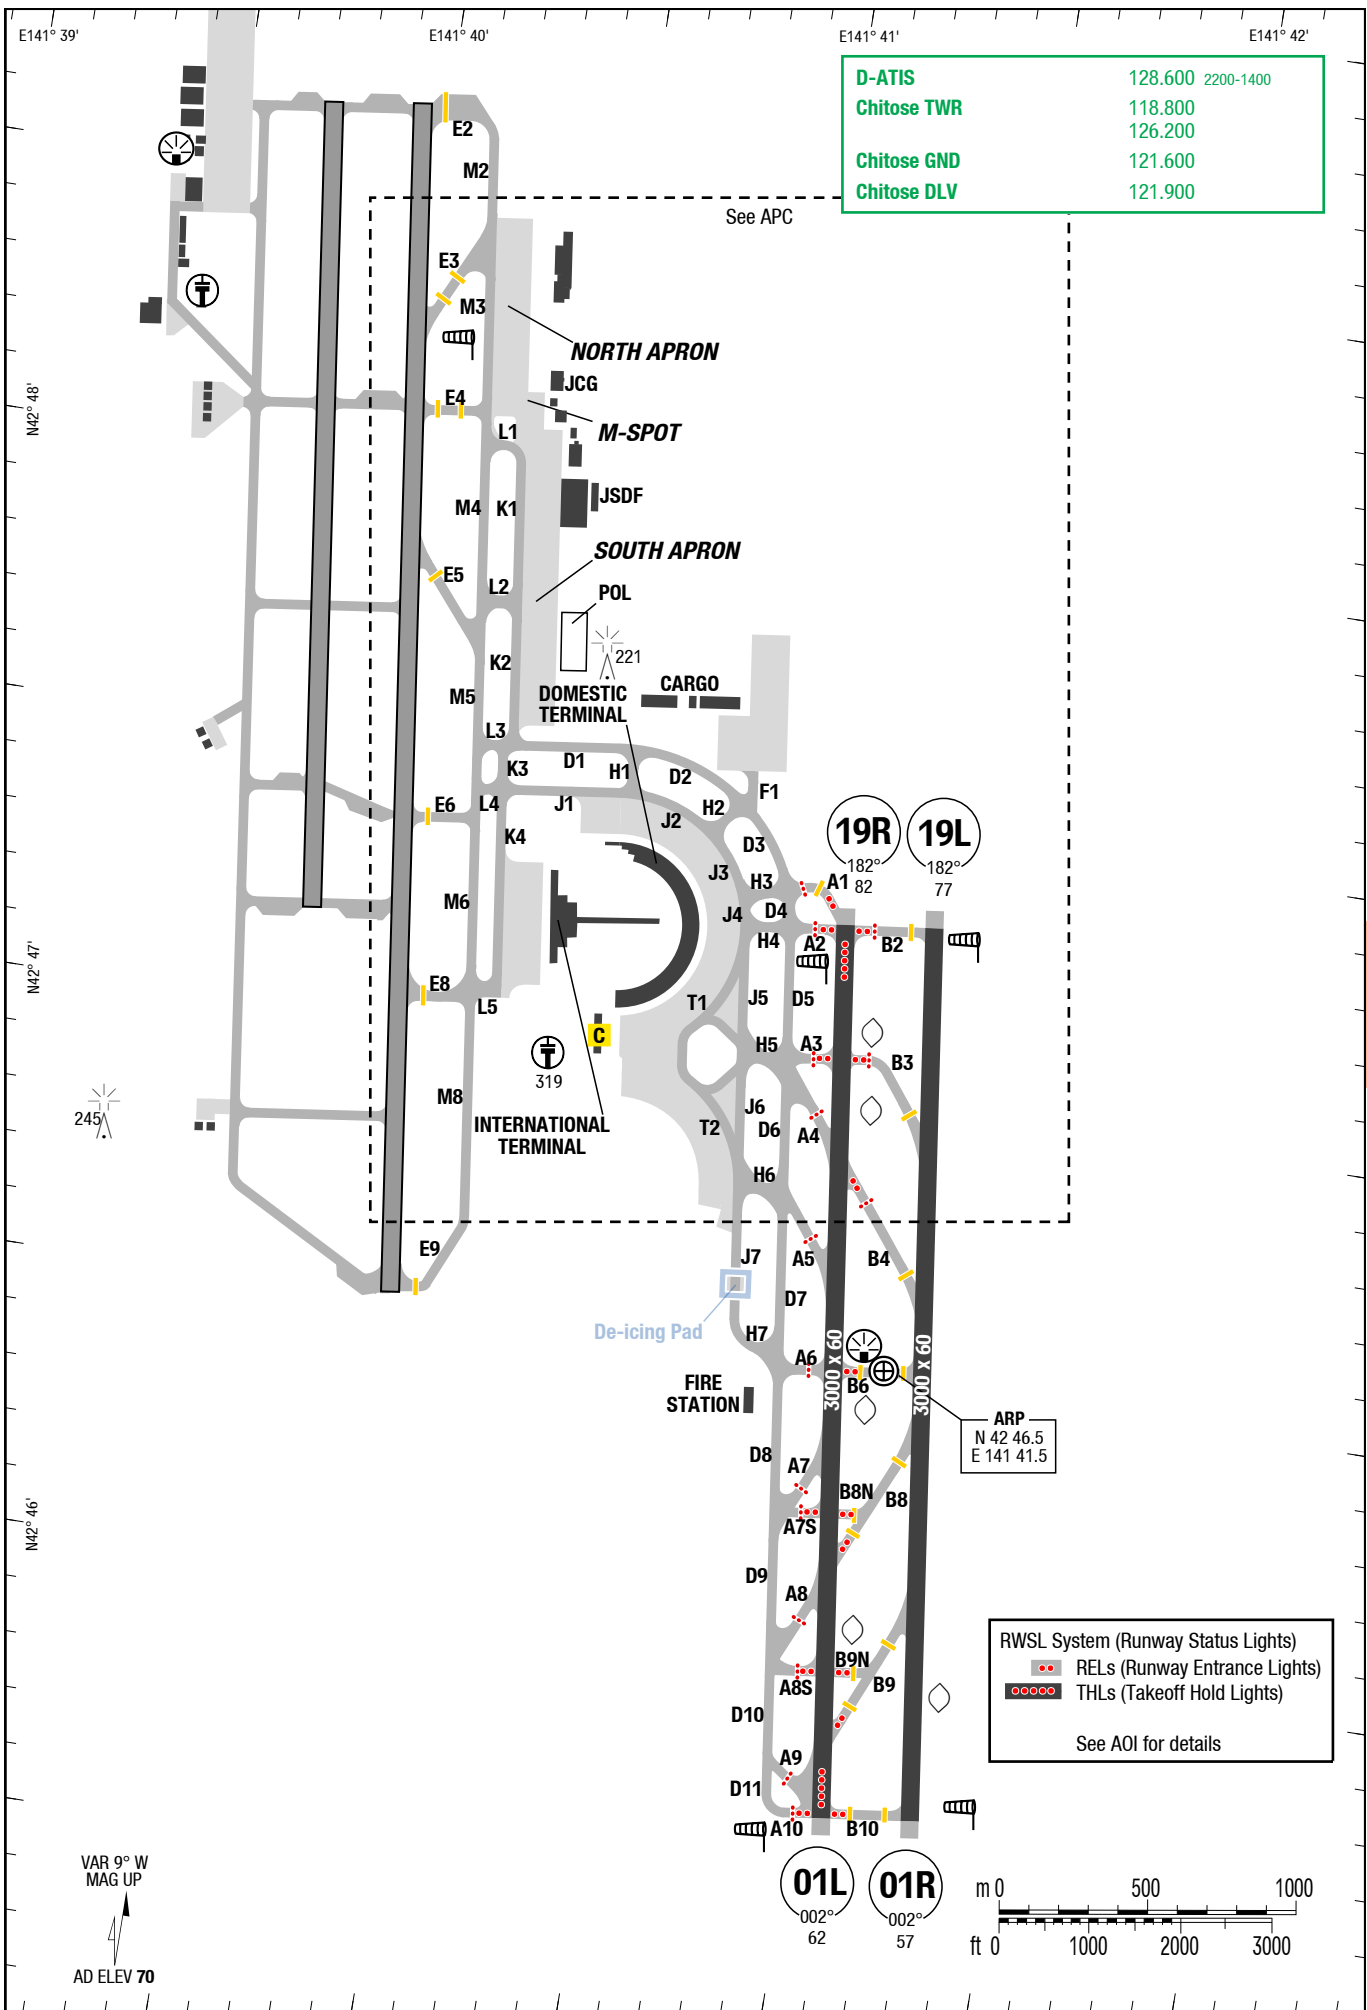 E141° 39'
E141° 40'
E141° 41'
E141° 42'
D-ATIS 128.600 2200-1400
Chitose TWR 118.800
126.200
Chitose GND 121.600
Chitose DLV 121.900
See APC
E2
M2
E3
M3
NORTH APRON
JCG
N42° 48'
E4
L1
M-SPOT
M4
K1
JSDF
SOUTH APRON
E5
L2
POL
221
K2
M5
DOMESTIC
TERMINAL
CARGO
L3
K3
D1
H1
D2
F1
E6
L4
J1
J2
H2
K4
D3
19R
182°
82
19L
182°
77
J3
H3
A1
M6
J4
D4
H4
A2
B2
N42° 47'
E8
L5
T1
J5
D5
C
319
H5
A3
B3
M8
J6
T2
D6
A4
245
INTERNATIONAL
TERMINAL
H6
E9
J7
A5
B4
D7
De-icing Pad
H7
A6
B6
3000 x 60
3000 x 60
FIRE
STATION
ARP
N 42 46.5
E 141 41.5
D8
A7
B8N
B8
A7S
N42° 46'
D9
A8
B9N
B9
A8S
D10
RWSL System (Runway Status Lights)
RELs (Runway Entrance Lights)
THLs (Takeoff Hold Lights)
See AOI for details
A9
D11
A10
B10
01L
002°
62
01R
002°
57
VAR 9° W
MAG UP
AD ELEV 70
m 0 500 1000
ft 0 1000 2000 3000